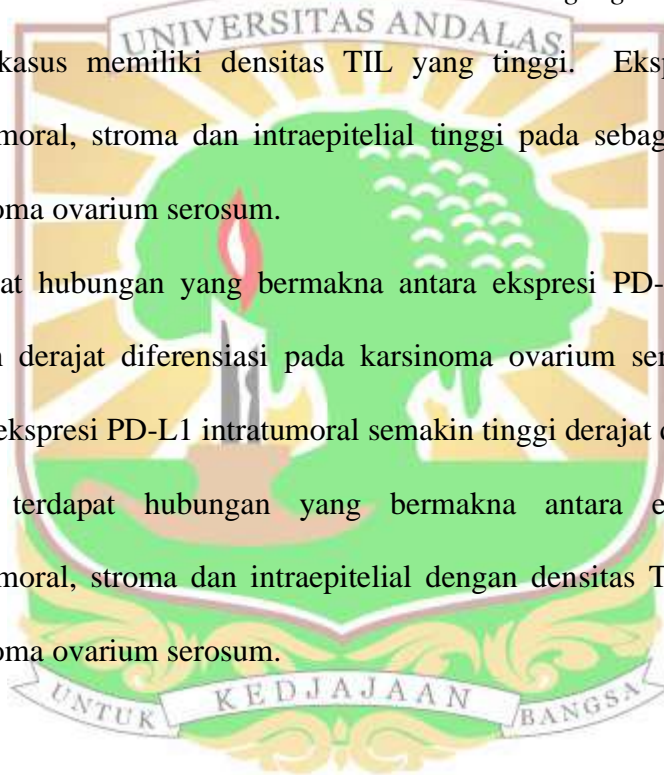 UNIVERSITAS ANDALAS
kasus memiliki densitas TIL yang tinggi. Eksp
moral, stroma dan intraepitelial tinggi pada sebag
oma ovarium serosum.
at hubungan yang bermakna antara ekspresi PD-
derajat diferensiasi pada karsinoma ovarium ser
ekspresi PD-L1 intratumoral semakin tinggi derajat d
terdapat hubungan yang bermakna antara e
moral, stroma dan intraepitelial dengan densitas T
oma ovarium serosum.
UNTUK KEDJAJAAN BANGSA